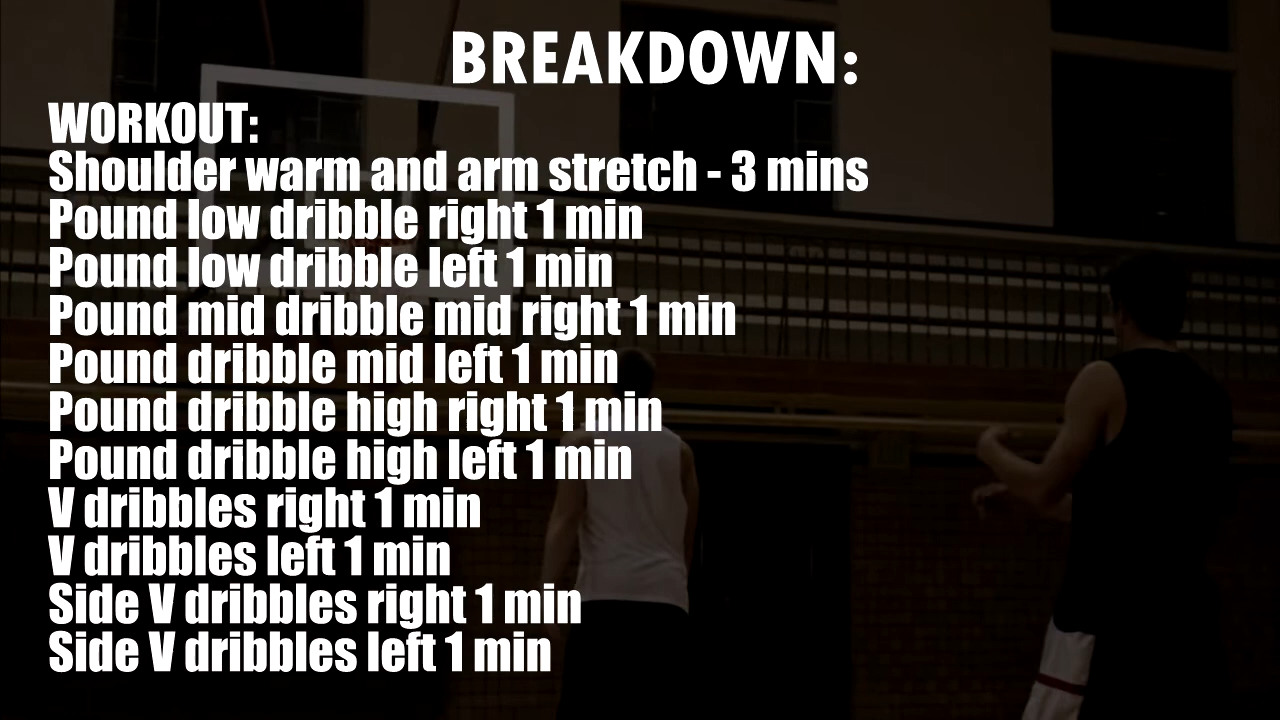 BREAKDOWN:
WORKOUT:
Shoulder warm and arm stretch - 3 mins
Pound low dribble right 1 min
Pound low dribble left 1 min
Pound mid dribble mid right 1 min
Pound dribble mid left 1 min
Pound dribble high right 1 min
Pound dribble high left 1 min
V dribbles right 1 min
V dribbles left 1 min
Side V dribbles right 1 min
Side V dribbles left 1 min